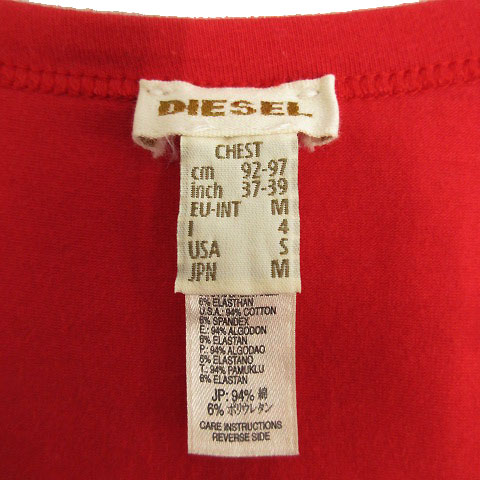 DIESEL
CHEST
cm 92-97
inch 37-39
EU-INT M
I 4
USA S
JPN M
6% ELASTHAN
U.S.A.: 94% COTTON
6% SPANDEX
E.: 94% ALGODON
6% ELASTAN
P.: 94% ALGODAO
6% ELASTANO
T.: 94% PAMUKLU
6% ELASTAN
JP: 94% 綿
6% ポリウレタン
CARE INSTRUCTIONS
REVERSE SIDE